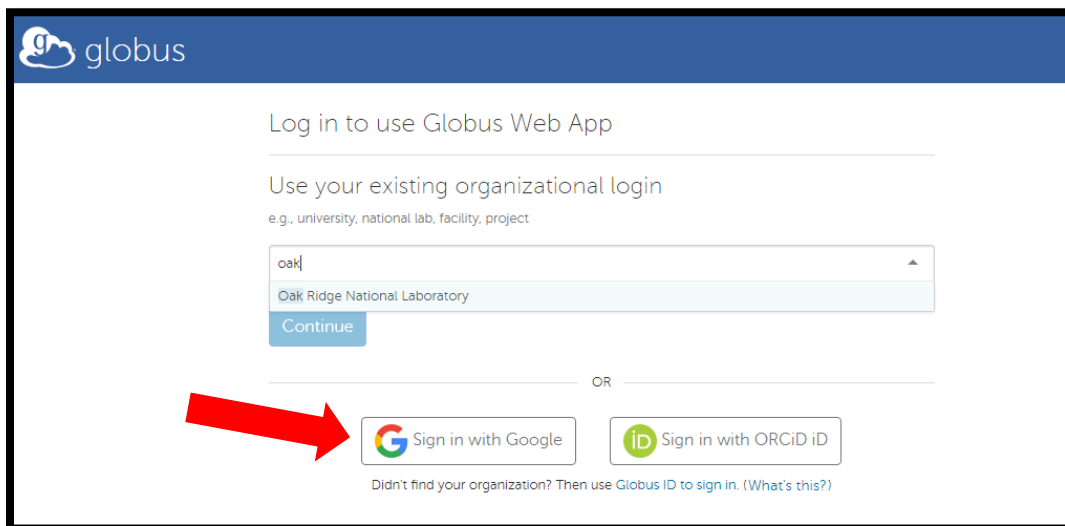 globus
Log in to use Globus Web App
Use your existing organizational login
e.g., university, national lab, facility, project
oak
Oak Ridge National Laboratory
Continue
OR
Sign in with Google
iD Sign in with ORCiD iD
Didn't find your organization? Then use Globus ID to sign in. (What's this?)